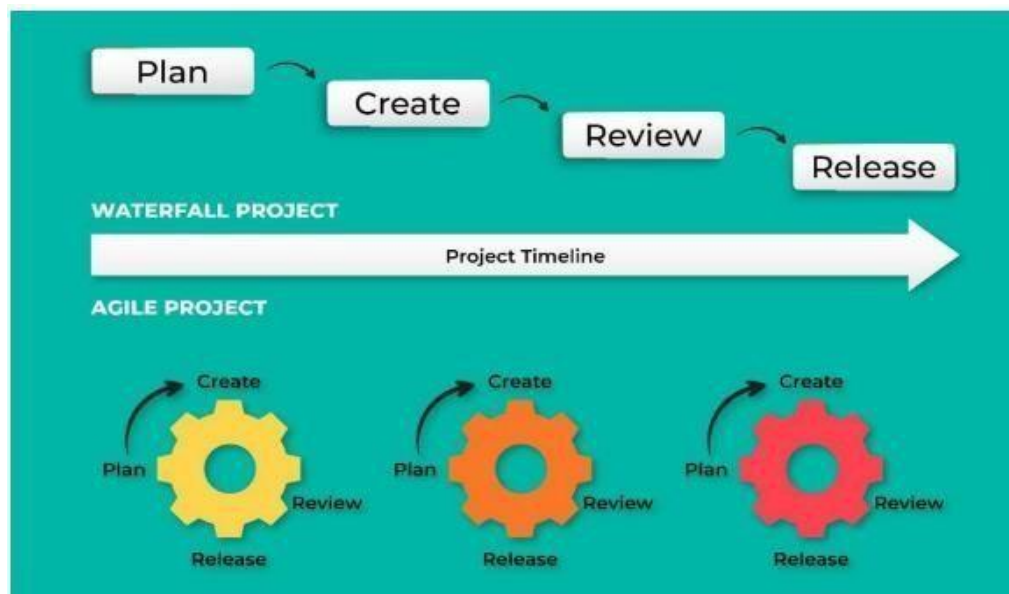 Plan
Create
Review
Release
WATERFALL PROJECT
Project Timeline
AGILE PROJECT
Create
Plan
Review
Release
Create
Plan
Review
Release
Create
Plan
Review
Release